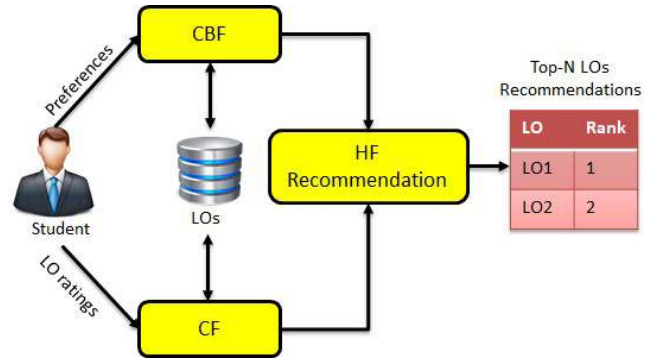 CBF
Preferences
Top-N LOs
Recommendations
LO Rank
LO1 1
LO2 2
HF
Recommendation
Student
LOs
LO ratings
CF